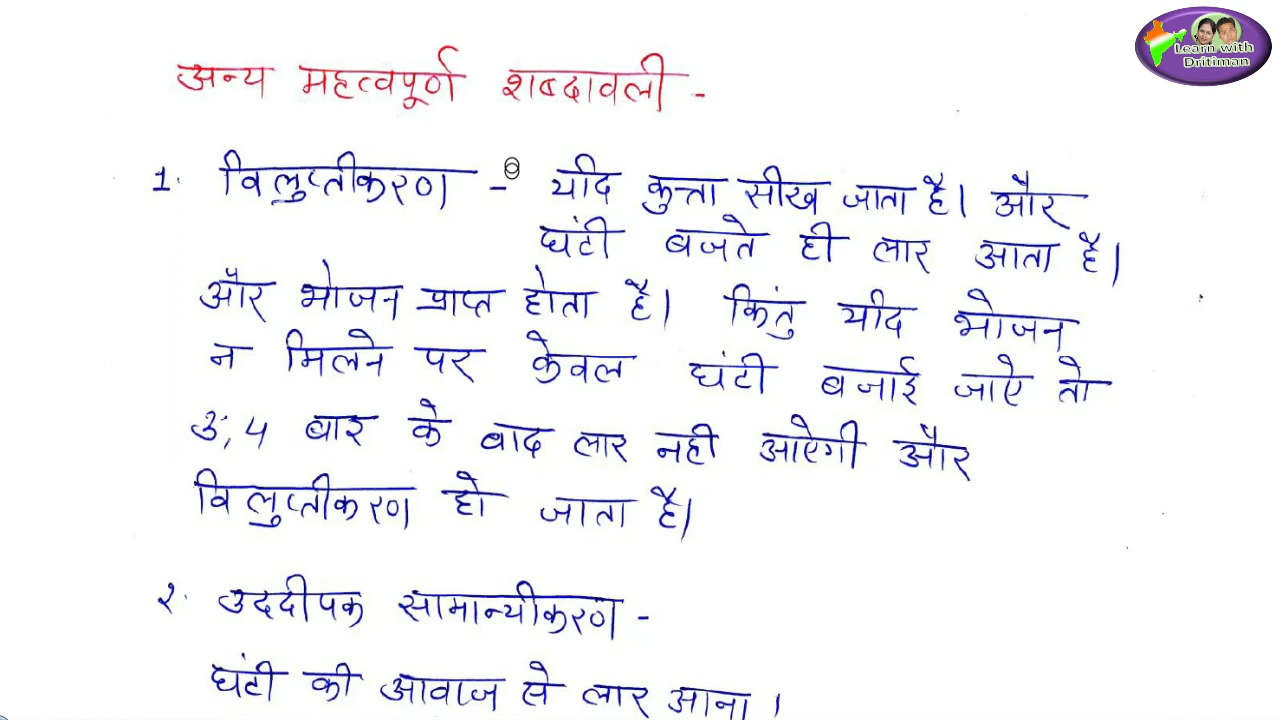 Learn with
Dritiman
अन्य महत्वपूर्ण शब्दावली -
1. विलुप्तीकरण - यदि कुत्ता सीख जाता है। और
घंटी बजते ही लार आता है।
और भोजन प्राप्त होता है। किंतु यदि भोजन
न मिलने पर केवल घंटी बजाई जाऐ तो
3,4 बार के बाद लार नही आऐगी और
विलुप्तीकरण हो जाता है।
२. उददीपक सामान्यीकरण -
घंटी की आवाज से लार आना।